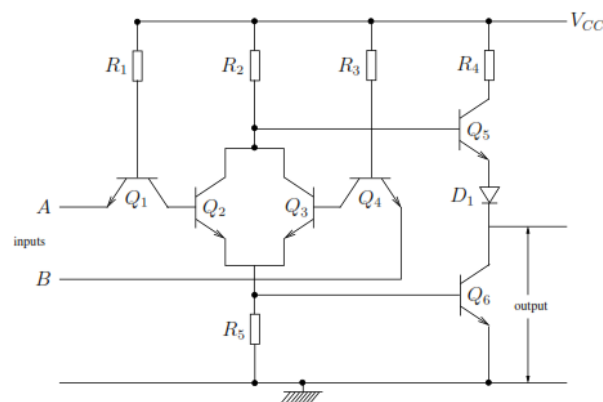 V_CC
R_1
R_2
R_3
R_4
Q_5
A
Q_1
Q_2
Q_3
Q_4
D_1
inputs
B
R_5
Q_6
output